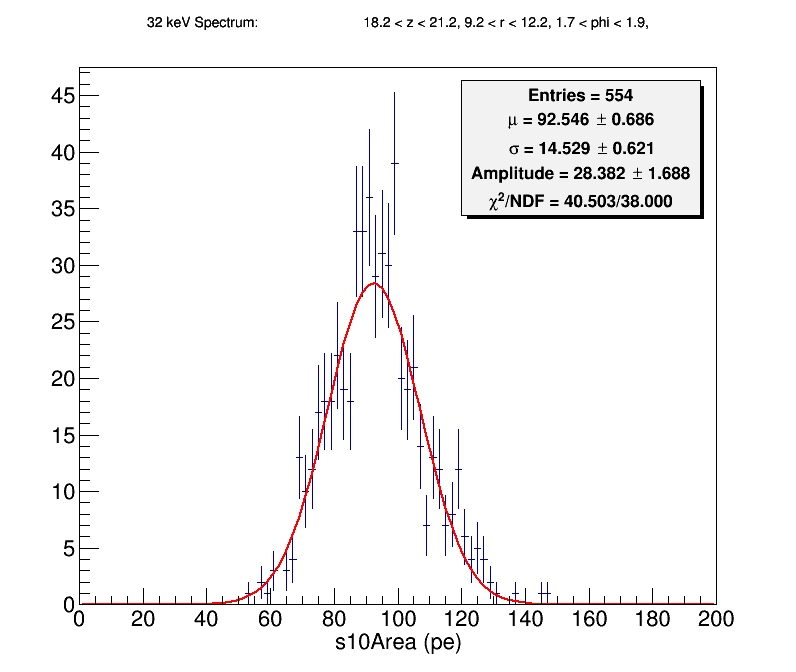 32 keV Spectrum: 18.2 < z < 21.2, 9.2 < r < 12.2, 1.7 < phi < 1.9,
Entries = 554
μ = 92.546 ± 0.686
σ = 14.529 ± 0.621
Amplitude = 28.382 ± 1.688
χ²/NDF = 40.503/38.000
45
40
35
30
25
20
15
10
5
0
0 20 40 60 80 100 120 140 160 180 200
s10Area (pe)